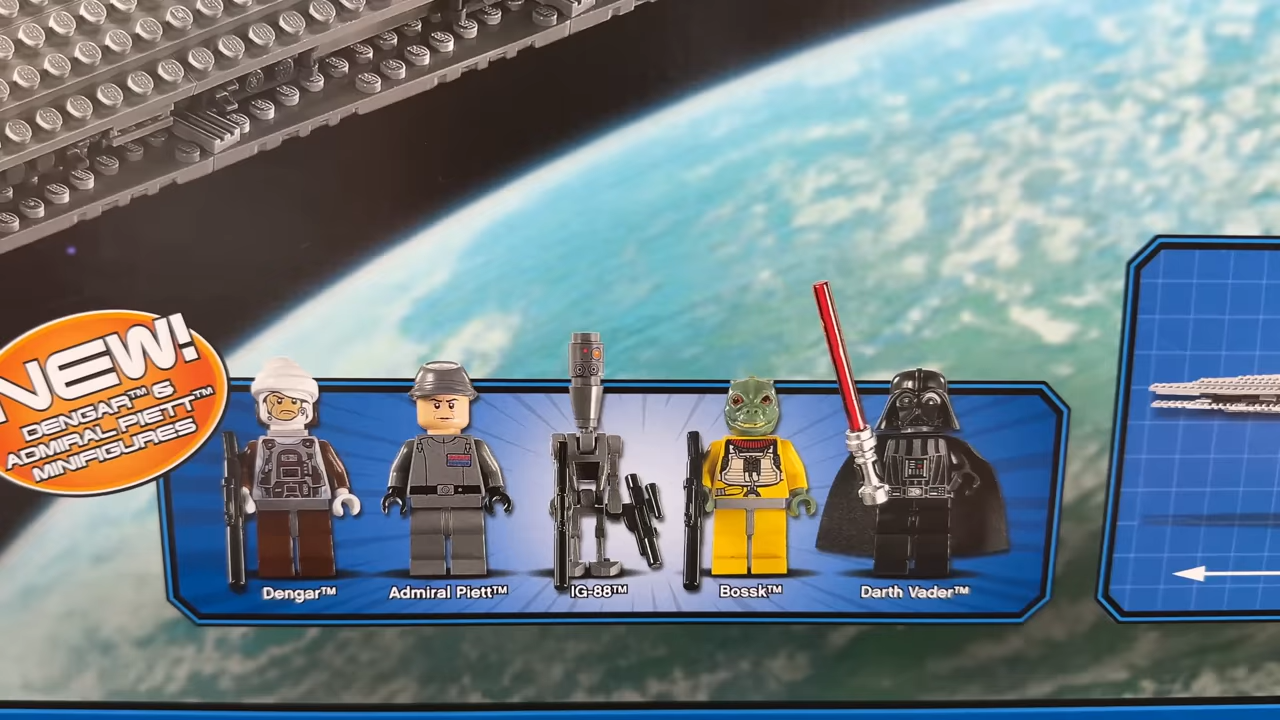 NEW!
DENGAR™ &
ADMIRAL PIETT™
MINIFIGURES
Dengar™
Admiral Piett™
IG-88™
Bossk™
Darth Vader™